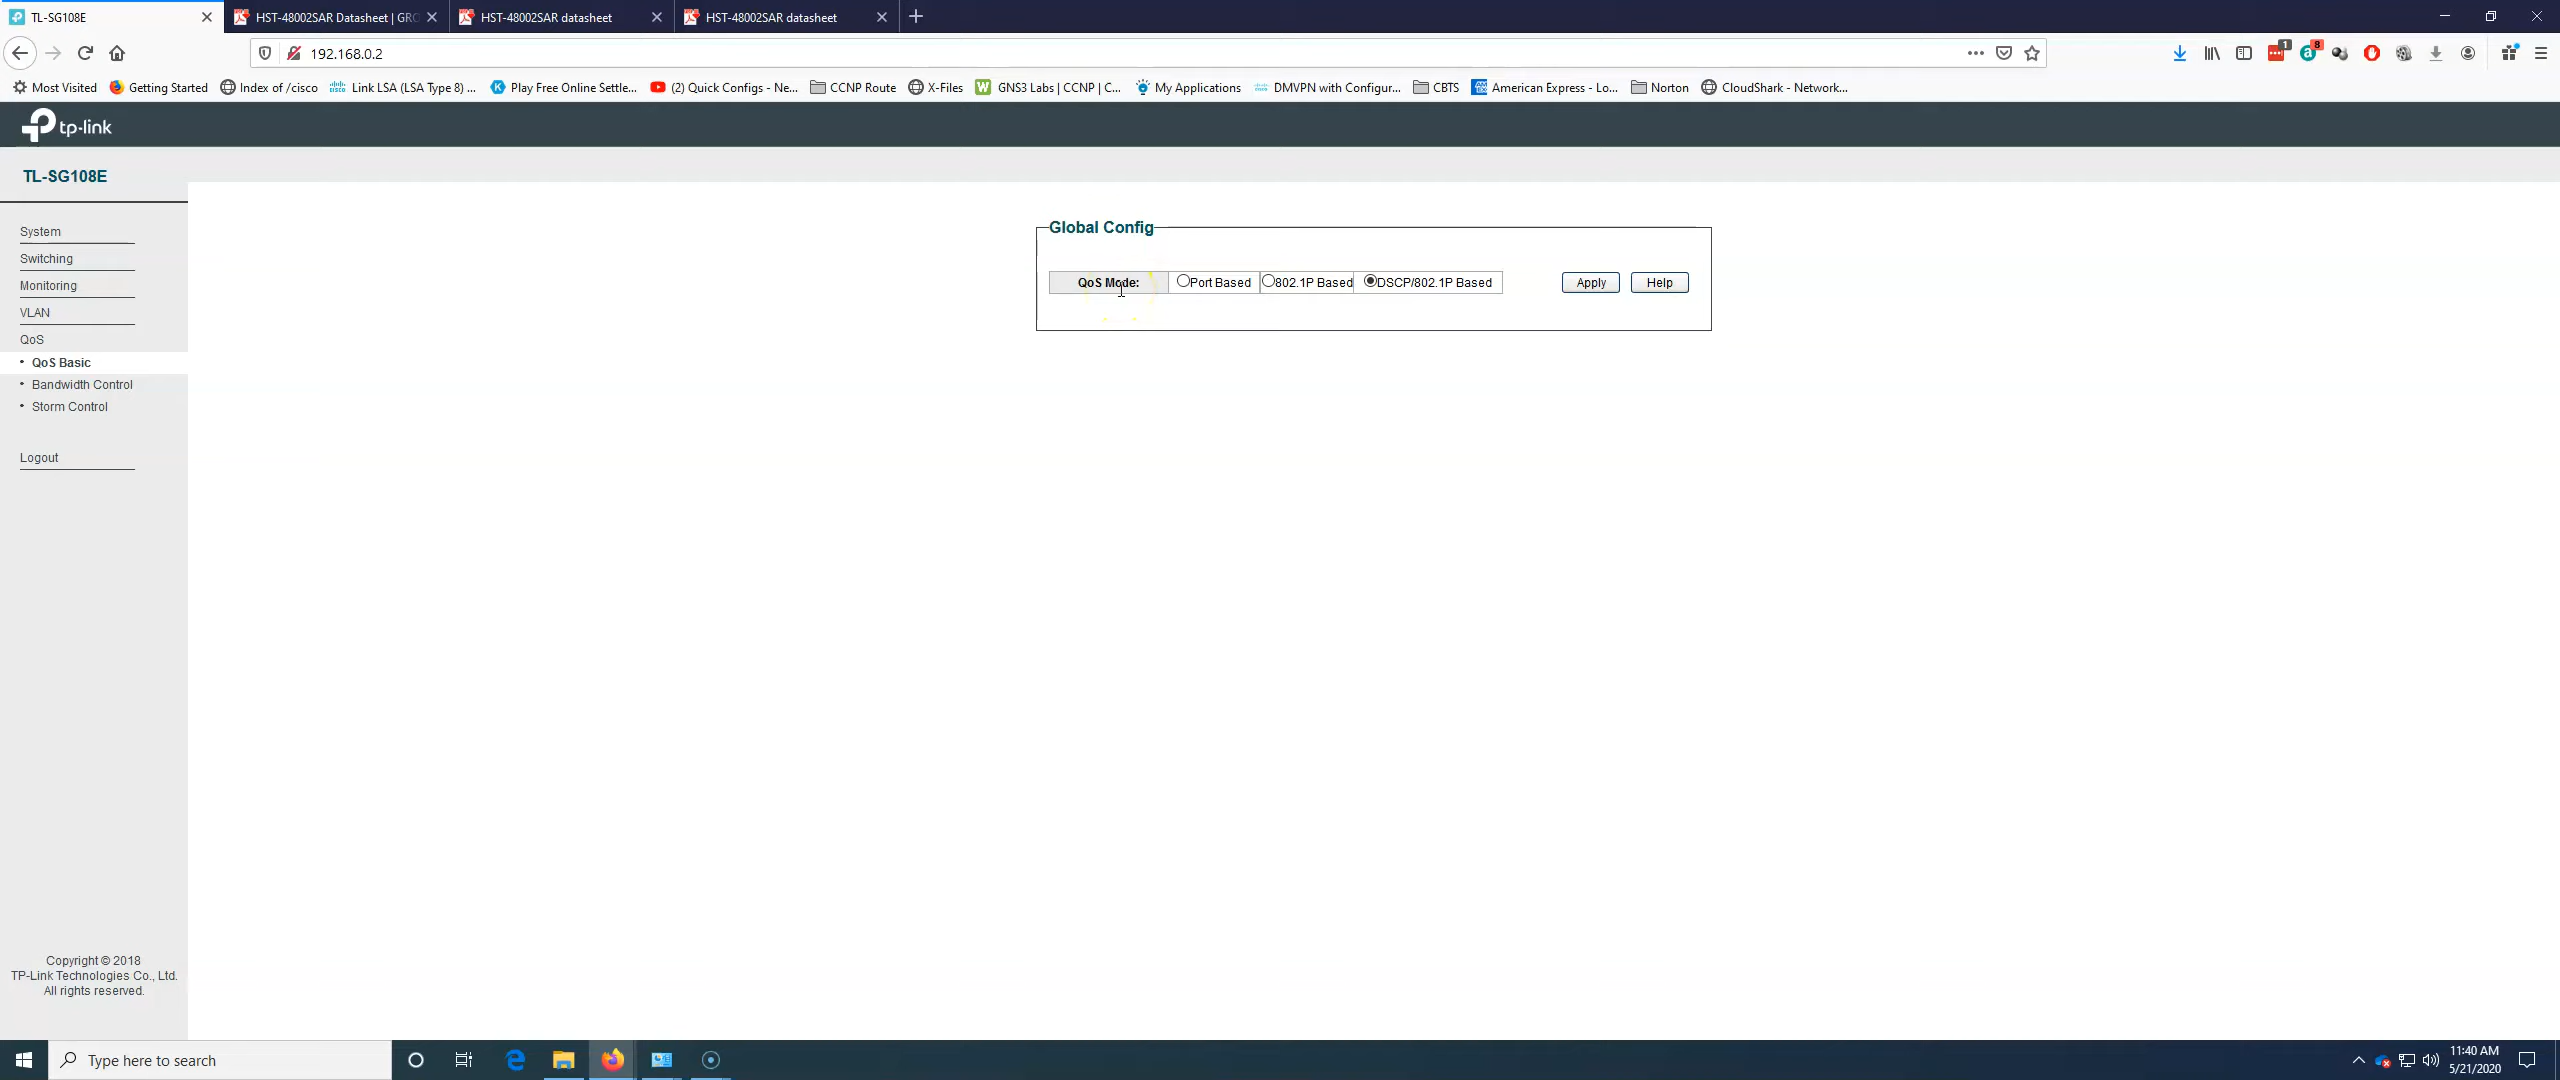 TL-SG108E
HST-48002SAR Datasheet | GRO
HST-48002SAR datasheet
HST-48002SAR datasheet
192.168.0.2
1
8
Most Visited
Getting Started
Index of /cisco
Link LSA (LSA Type 8) ...
Play Free Online Settle...
(2) Quick Configs - Ne...
CCNP Route
X-Files
GNS3 Labs | CCNP | C...
My Applications
DMVPN with Configur...
CBTS
American Express - Lo...
Norton
CloudShark - Network...
tp-link
TL-SG108E
System
Switching
Monitoring
VLAN
QoS
QoS Basic
Bandwidth Control
Storm Control
Logout
Global Config
QoS Mode:
Port Based
802.1P Based
DSCP/802.1P Based
Apply
Help
Copyright © 2018
TP-Link Technologies Co., Ltd.
All rights reserved.
Type here to search
11:40 AM
5/21/2020